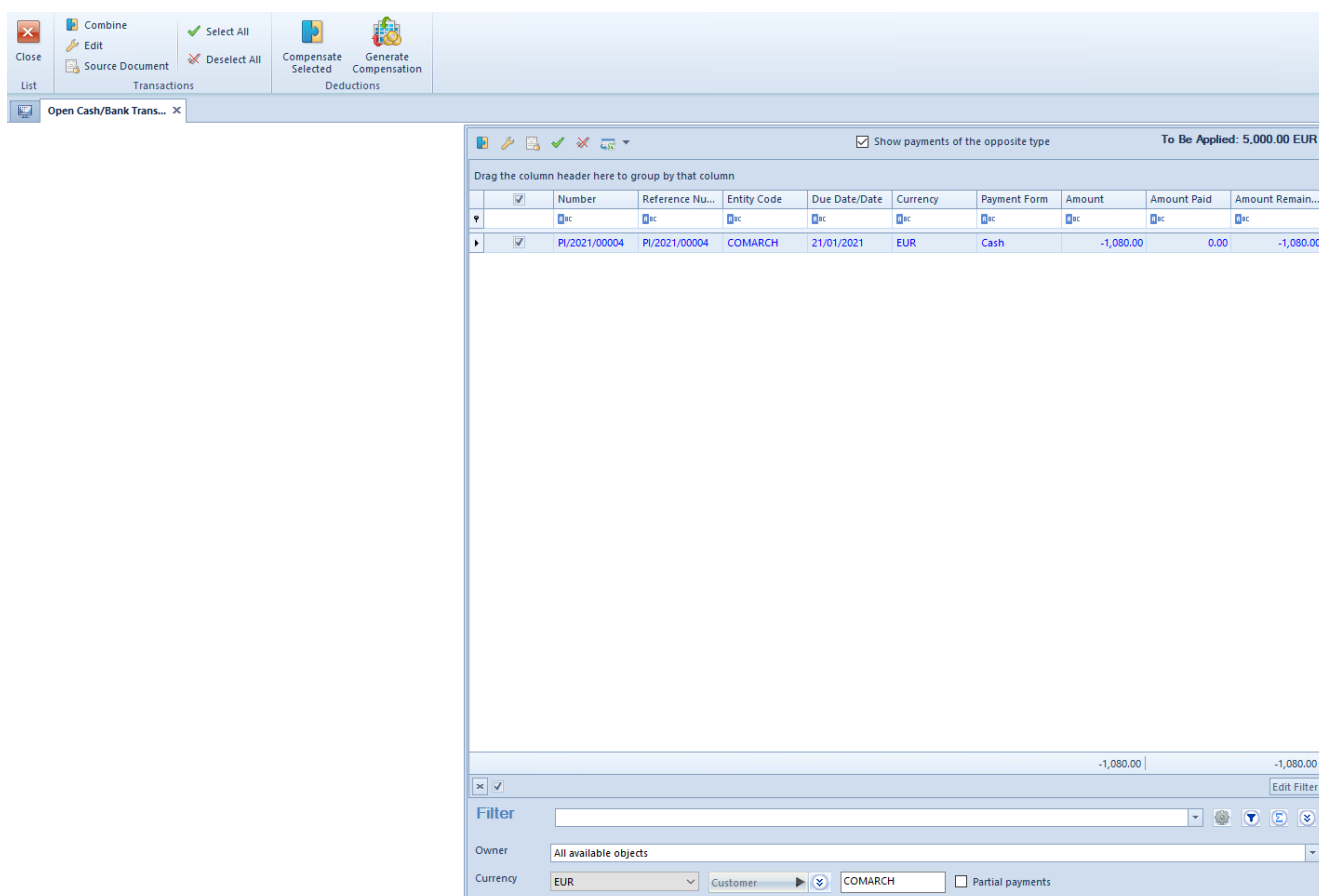 Close
List
Combine
Edit
Source Document
Select All
Deselect All
Transactions
Compensate Selected
Generate Compensation
Deductions
Open Cash/Bank Trans...
Show payments of the opposite type
To Be Applied: 5,000.00 EUR
Drag the column header here to group by that column
Number Reference Nu... Entity Code Due Date/Date Currency Payment Form Amount Amount Paid Amount Remain...
PI/2021/00004 PI/2021/00004 COMARCH 21/01/2021 EUR Cash -1,080.00 0.00 -1,080.00
-1,080.00 -1,080.00
Edit Filter
Filter
Owner All available objects
Currency EUR Customer COMARCH Partial payments